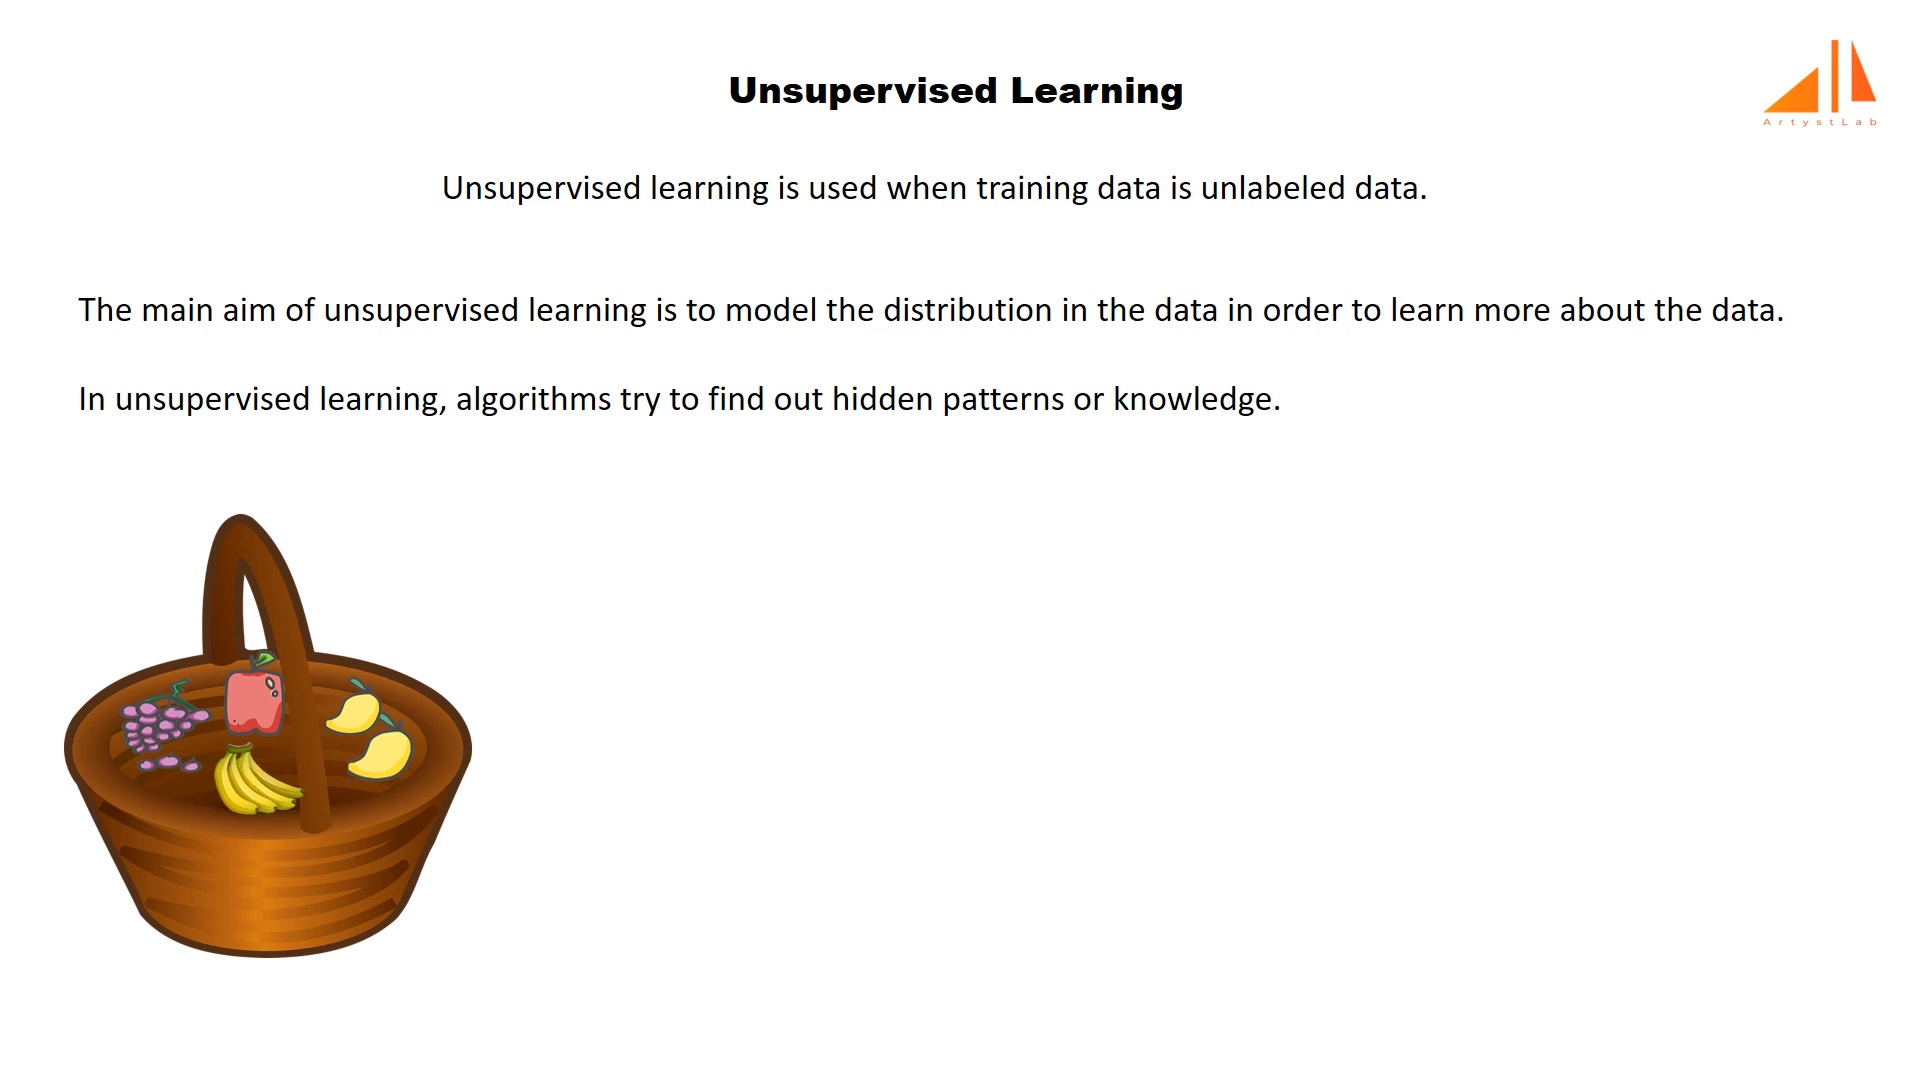 Unsupervised Learning
ArtystLab
Unsupervised learning is used when training data is unlabeled data.
The main aim of unsupervised learning is to model the distribution in the data in order to learn more about the data.
In unsupervised learning, algorithms try to find out hidden patterns or knowledge.